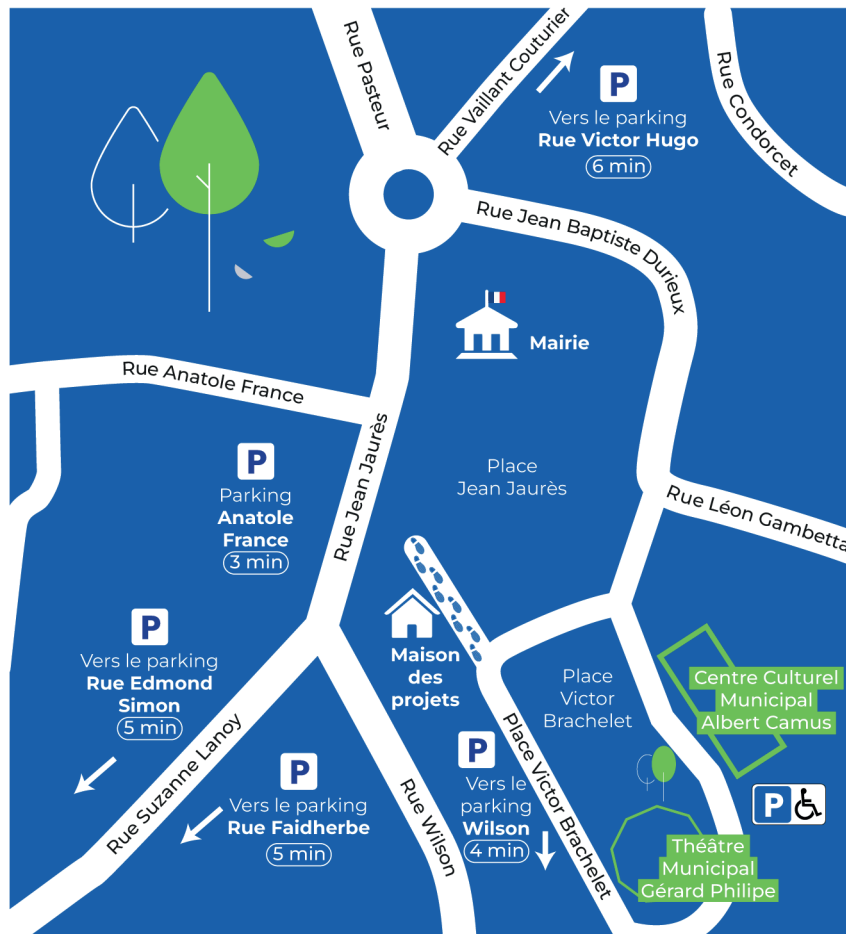 Rue Pasteur
Rue Vaillant Couturier
P
Vers le parking
Rue Victor Hugo
6 min
Rue Condorcet
Rue Jean Baptiste Durieux
Mairie
Rue Anatole France
Rue Jean Jaurès
P
Parking
Anatole
France
3 min
Place
Jean Jaurès
Rue Léon Gambetta
P
Vers le parking
Rue Edmond
Simon
5 min
Maison
des
projets
Place
Victor
Brachelet
Centre Culturel
Municipal
Albert Camus
Rue Suzanne Lanoy
P
Vers le parking
Rue Faidherbe
5 min
Rue Wilson
P
Vers le
parking
Wilson
4 min
Place Victor Brachelet
P
Théâtre
Municipal
Gérard Philipe